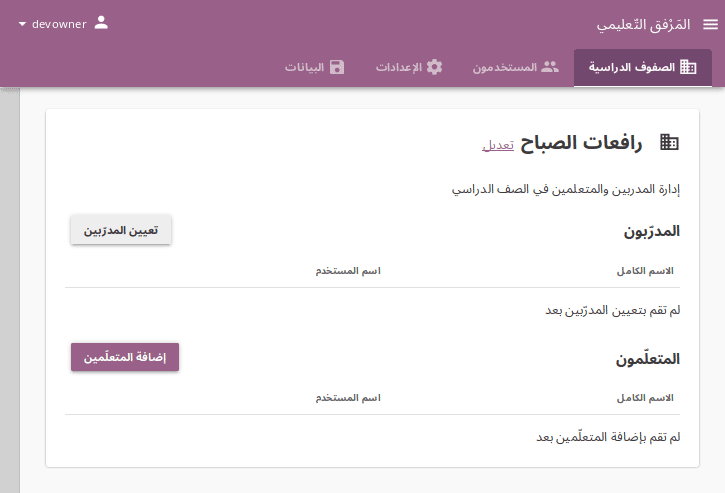 المَرْفق التّعليمي
devowner
الصفوف الدراسية
المستخدمون
الإعدادات
البيانات
رافعات الصباح تعديل
إدارة المدربين والمتعلمين في الصف الدراسي
المدرّبون
تعيين المدرّبين
الاسم الكامل
اسم المستخدم
لم تقم بتعيين المدرّبين بعد
المتعلّمون
إضافة المتعلّمين
الاسم الكامل
اسم المستخدم
لم تقم بإضافة المتعلّمين بعد